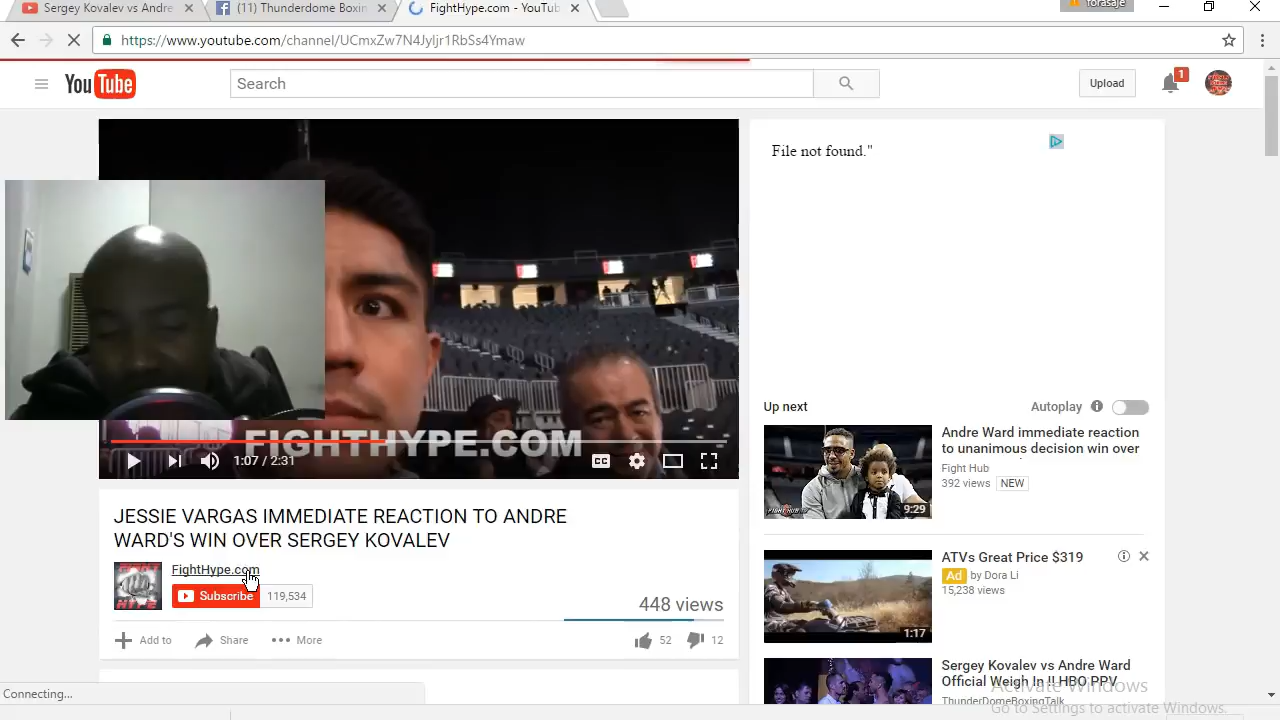 Sergey Kovalev vs Andre
(11) Thunderdome Boxin
FightHype.com - YouTub
forasaje
https://www.youtube.com/channel/UCmxZw7N4Jyljr1RbSs4Ymaw
YouTube
Search
Upload
1
File not found."
FIGHTHYPE.COM
1:07 / 2:31
CC
Up next
Autoplay
Andre Ward immediate reaction
to unanimous decision win over
Fight Hub
392 views NEW
9:29
JESSIE VARGAS IMMEDIATE REACTION TO ANDRE
WARD'S WIN OVER SERGEY KOVALEV
FightHype.com
Subscribe 119,534
448 views
Add to
Share
More
52
12
ATVs Great Price $319
Ad by Dora Li
15,238 views
1:17
Sergey Kovalev vs Andre Ward
Official Weigh In !! HBO PPV
ThunderDomeBoxingTalk
Connecting...
Activate Windows
Go to Settings to activate Windows.